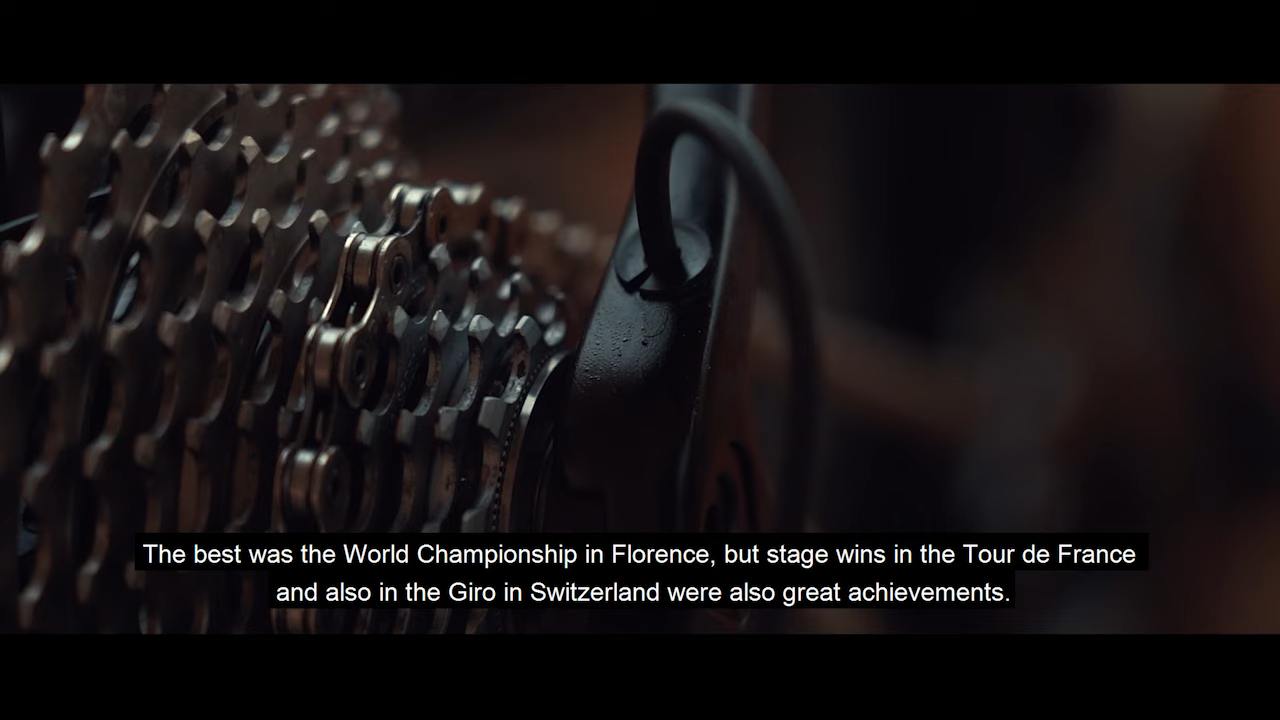 The best was the World Championship in Florence, but stage wins in the Tour de France
and also in the Giro in Switzerland were also great achievements.